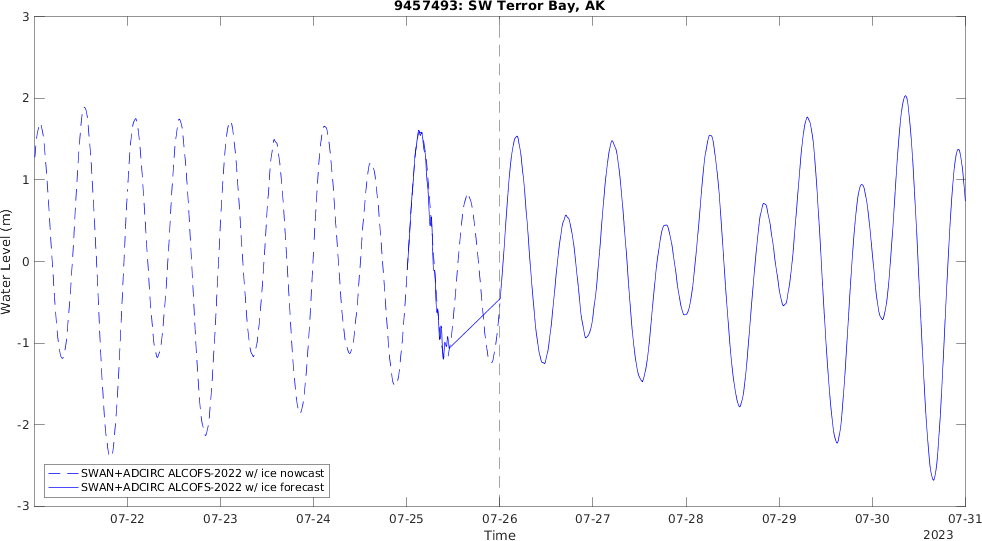 9457493: SW Terror Bay, AK
3
2
1
0
-1
-2
-3
Water Level (m)
SWAN+ADCIRC ALCOFS-2022 w/ ice nowcast
SWAN+ADCIRC ALCOFS-2022 w/ ice forecast
07-22 07-23 07-24 07-25 07-26 07-27 07-28 07-29 07-30 07-31
Time
2023